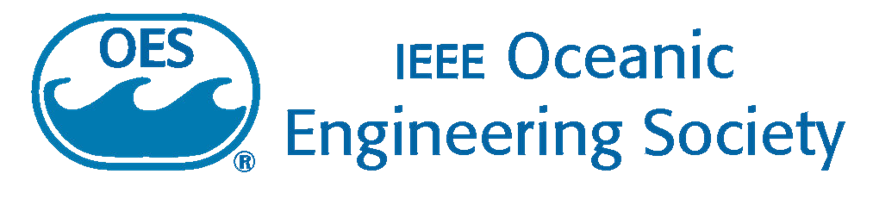 OES
®
IEEE Oceanic
Engineering Society